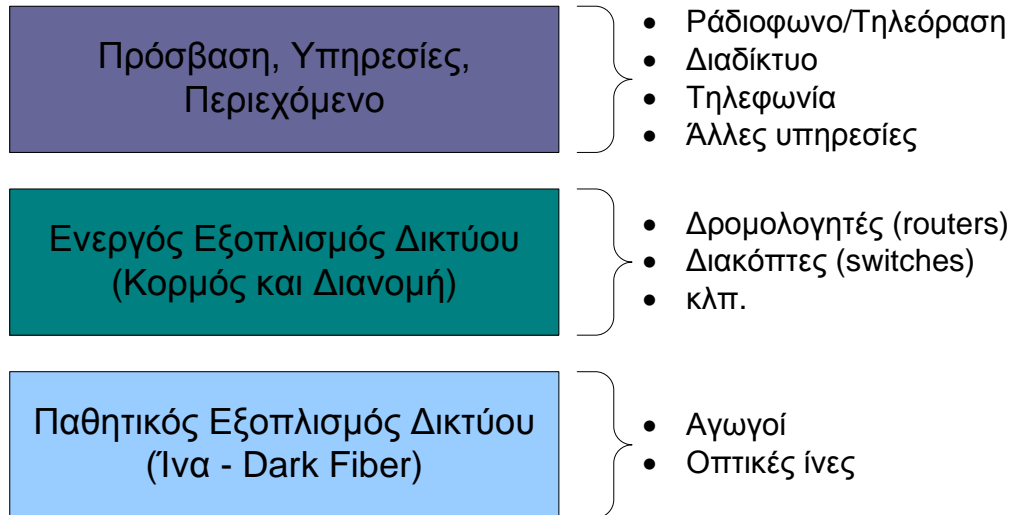 Πρόσβαση, Υπηρεσίες,
Περιεχόμενο
• Ράδιοφωνο/Τηλεόραση
• Διαδίκτυο
• Τηλεφωνία
• Άλλες υπηρεσίες
Ενεργός Εξοπλισμός Δικτύου
(Κορμός και Διανομή)
• Δρομολογητές (routers)
• Διακόπτες (switches)
• κλπ.
Παθητικός Εξοπλισμός Δικτύου
(Ίνα - Dark Fiber)
• Αγωγοί
• Οπτικές ίνες